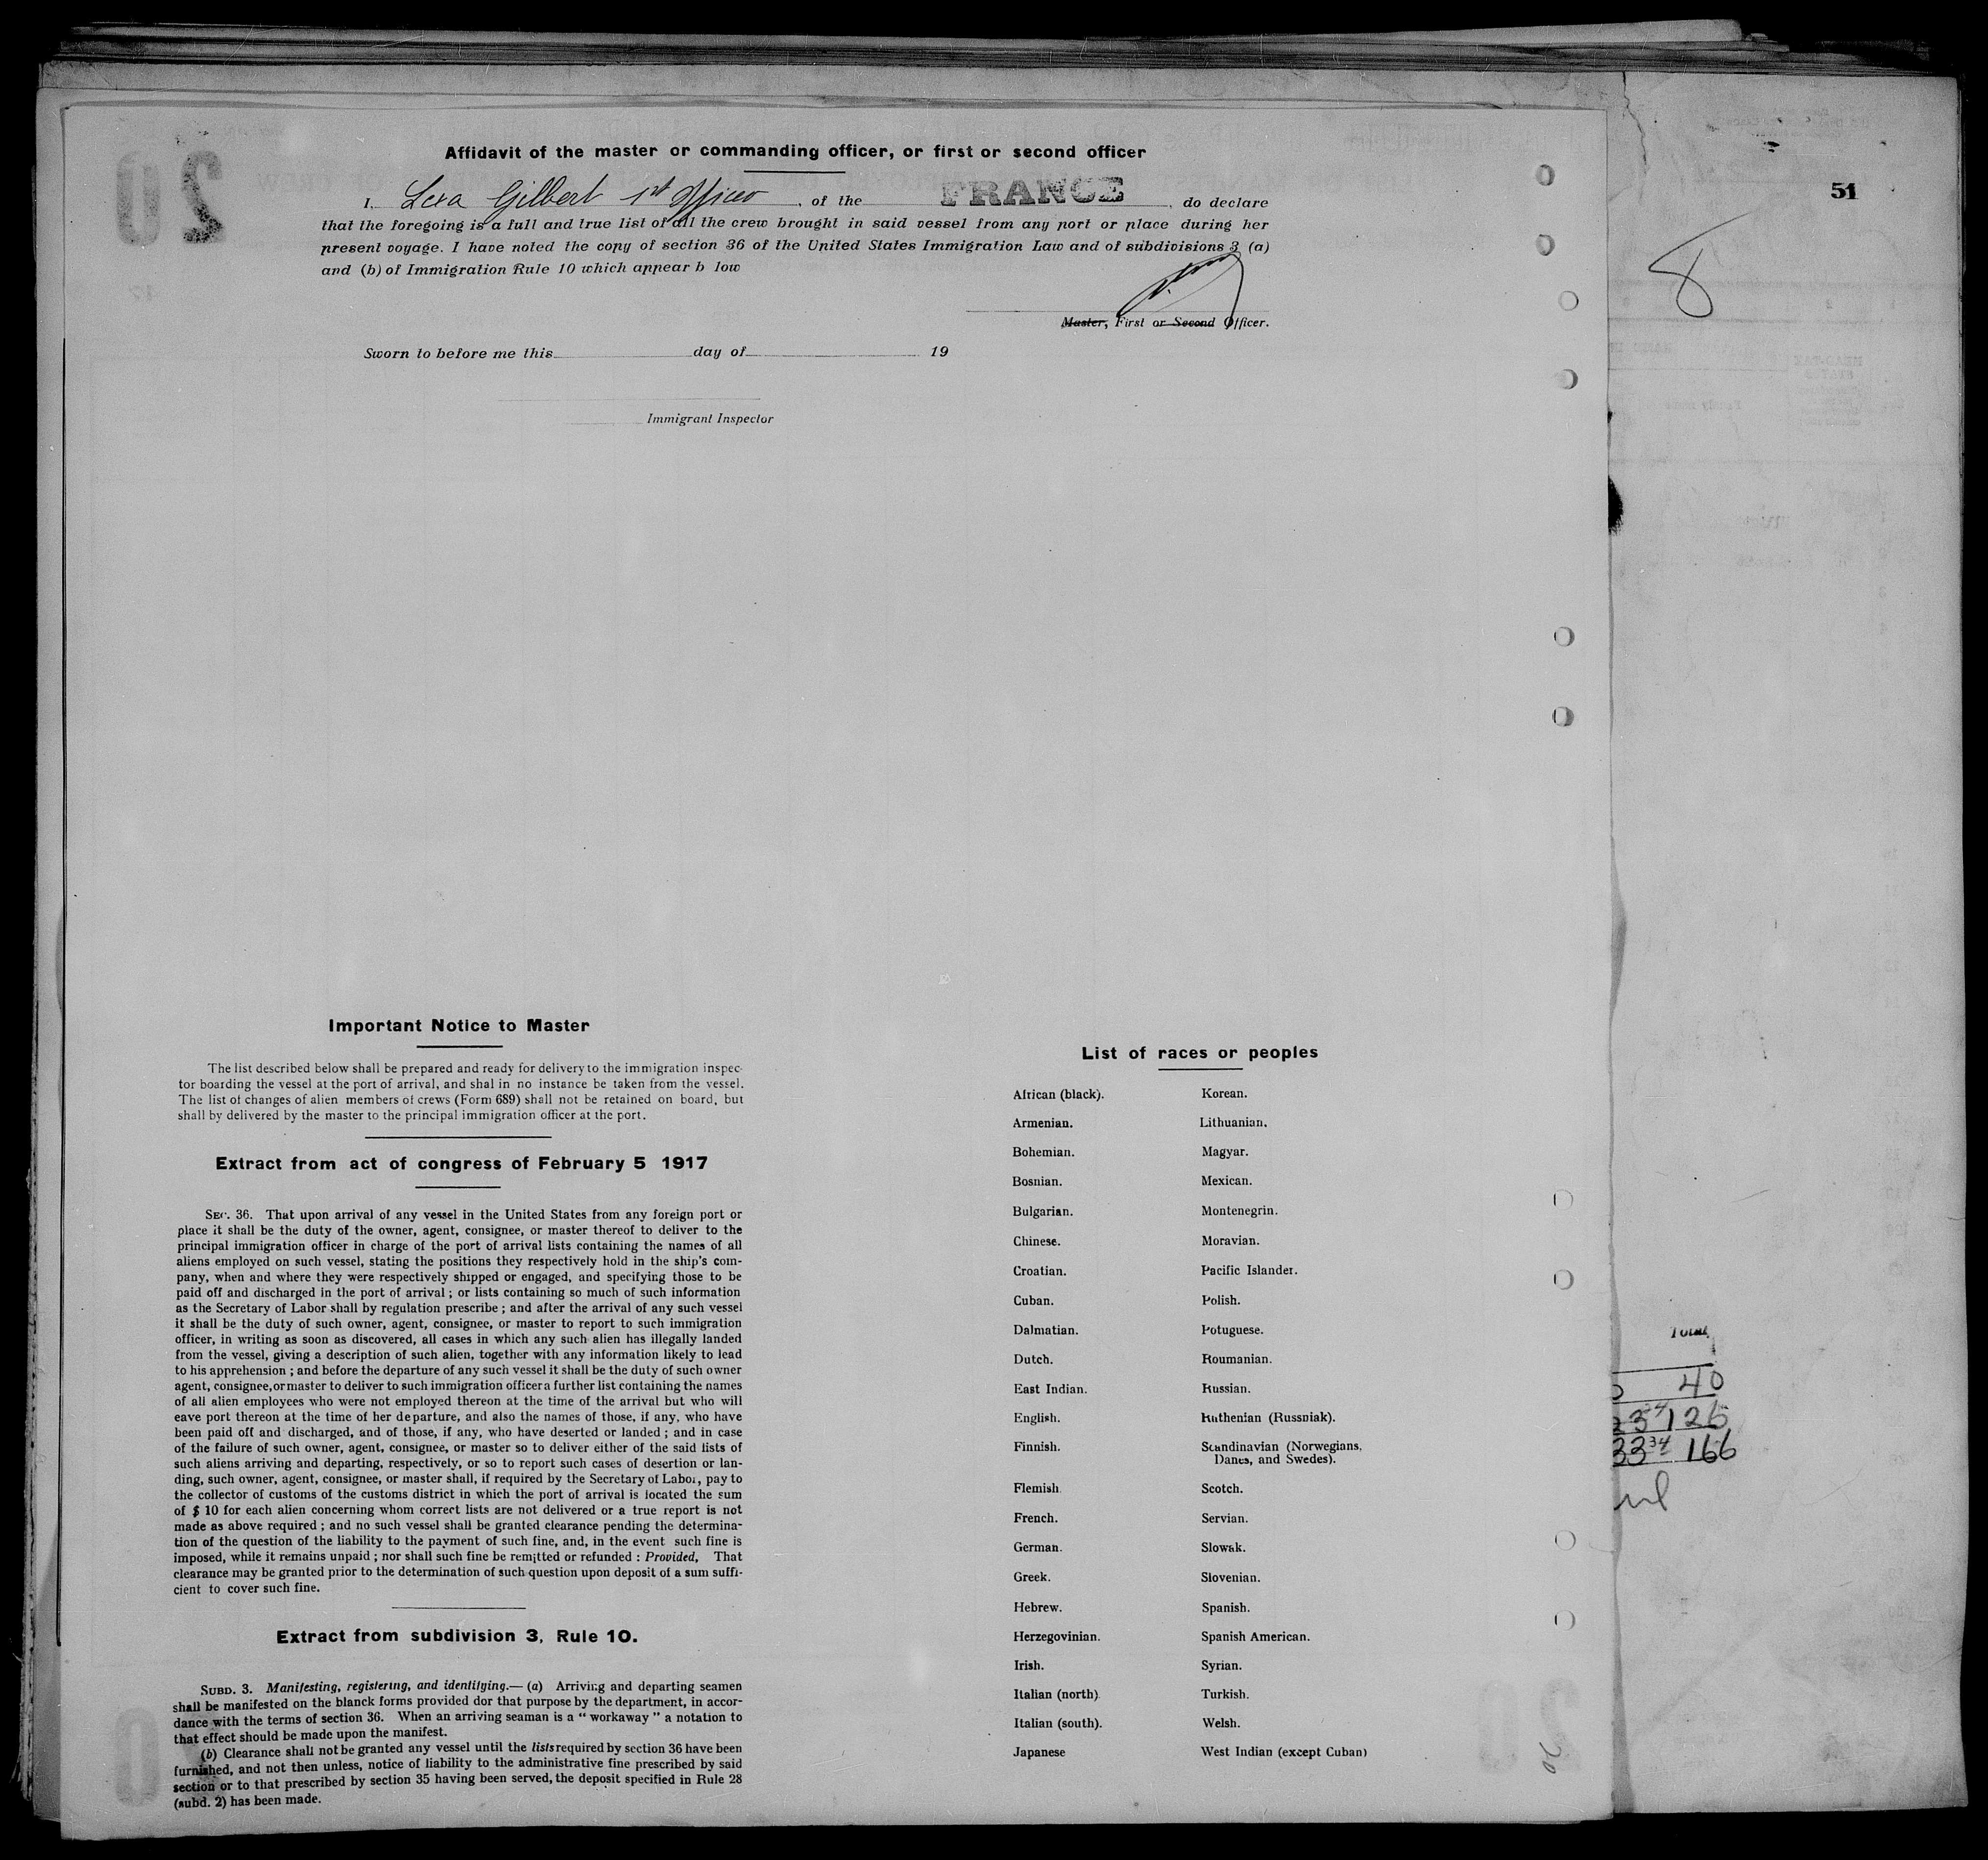 Affidavit of the master or commanding officer, or first or second officer
I, Lexa Gilbert 1st officer, of the FRANCE, do declare
that the foregoing is a full and true list of all the crew brought in said vessel from any port or place during her
present voyage. I have noted the copy of section 36 of the United States Immigration Law and of subdivisions 3 (a)
and (b) of Immigration Rule 10 which appear b low
Master, First or Second Officer.
Sworn to before me this day of 19
Immigrant Inspector
51
8
Important Notice to Master
The list described below shall be prepared and ready for delivery to the immigration inspec-
tor boarding the vessel at the port of arrival, and shal in no instance be taken from the vessel.
The list of changes of alien members of crews (Form 689) shall not be retained on board, but
shall by delivered by the master to the principal immigration officer at the port.
Extract from act of congress of February 5 1917
SEC. 36. That upon arrival of any vessel in the United States from any foreign port or
place it shall be the duty of the owner, agent, consignee, or master thereof to deliver to the
principal immigration officer in charge of the port of arrival lists containing the names of all
aliens employed on such vessel, stating the positions they respectively hold in the ship's com-
pany, when and where they were respectively shipped or engaged, and specifying those to be
paid off and discharged in the port of arrival ; or lists containing so much of such information
as the Secretary of Labor shall by regulation prescribe ; and after the arrival of any such vessel
it shall be the duty of such owner, agent, consignee, or master to report to such immigration
officer, in writing as soon as discovered, all cases in which any such alien has illegally landed
from the vessel, giving a description of such alien, together with any information likely to lead
to his apprehension ; and before the departure of any such vessel it shall be the duty of such owner
agent, consignee, or master to deliver to such immigration officer a further list containing the names
of all alien employees who were not employed thereon at the time of the arrival but who will
eave port thereon at the time of her departure, and also the names of those, if any, who have
been paid off and discharged, and of those, if any, who have deserted or landed ; and in case
of the failure of such owner, agent, consignee, or master so to deliver either of the said lists of
such aliens arriving and departing, respectively, or so to report such cases of desertion or lan-
ding, such owner, agent, consignee, or master shall, if required by the Secretary of Labor, pay to
the collector of customs of the customs district in which the port of arrival is located the sum
of $ 10 for each alien concerning whom correct lists are not delivered or a true report is not
made as above required ; and no such vessel shall be granted clearance pending the determina-
tion of the question of the liability to the payment of such fine, and, in the event such fine is
imposed, while it remains unpaid ; nor shall such fine be remitted or refunded : Provided, That
clearance may be granted prior to the determination of such question upon deposit of a sum suffi-
cient to cover such fine.
Extract from subdivision 3, Rule 10.
SUBD. 3. Manifesting, registering, and identifying.— (a) Arriving and departing seamen
shall be manifested on the blanck forms provided dor that purpose by the department, in accor-
dance with the terms of section 36. When an arriving seaman is a “ workaway ” a notation to
that effect should be made upon the manifest.
(b) Clearance shall not be granted any vessel until the lists required by section 36 have been
furnished, and not then unless, notice of liability to the administrative fine prescribed by said
section or to that prescribed by section 35 having been served, the deposit specified in Rule 28
(subd. 2) has been made.
List of races or peoples
African (black).
Armenian.
Bohemian.
Bosnian.
Bulgarian.
Chinese.
Croatian.
Cuban.
Dalmatian.
Dutch.
East Indian.
English.
Finnish.
Flemish
French.
German.
Greek.
Hebrew.
Herzegovinian.
Irish.
Italian (north)
Italian (south).
Japanese
Korean.
Lithuanian.
Magyar.
Mexican.
Montenegrin.
Moravian.
Pacific Islander.
Polish.
Potuguese.
Roumanian.
Russian.
Ruthenian (Russniak).
Scandinavian (Norwegians,
Danes, and Swedes).
Scotch.
Servian.
Slowak.
Slovenian.
Spanish.
Spanish American.
Syrian.
Turkish.
Welsh.
West Indian (except Cuban)
20
Total
40
126
33 34 166